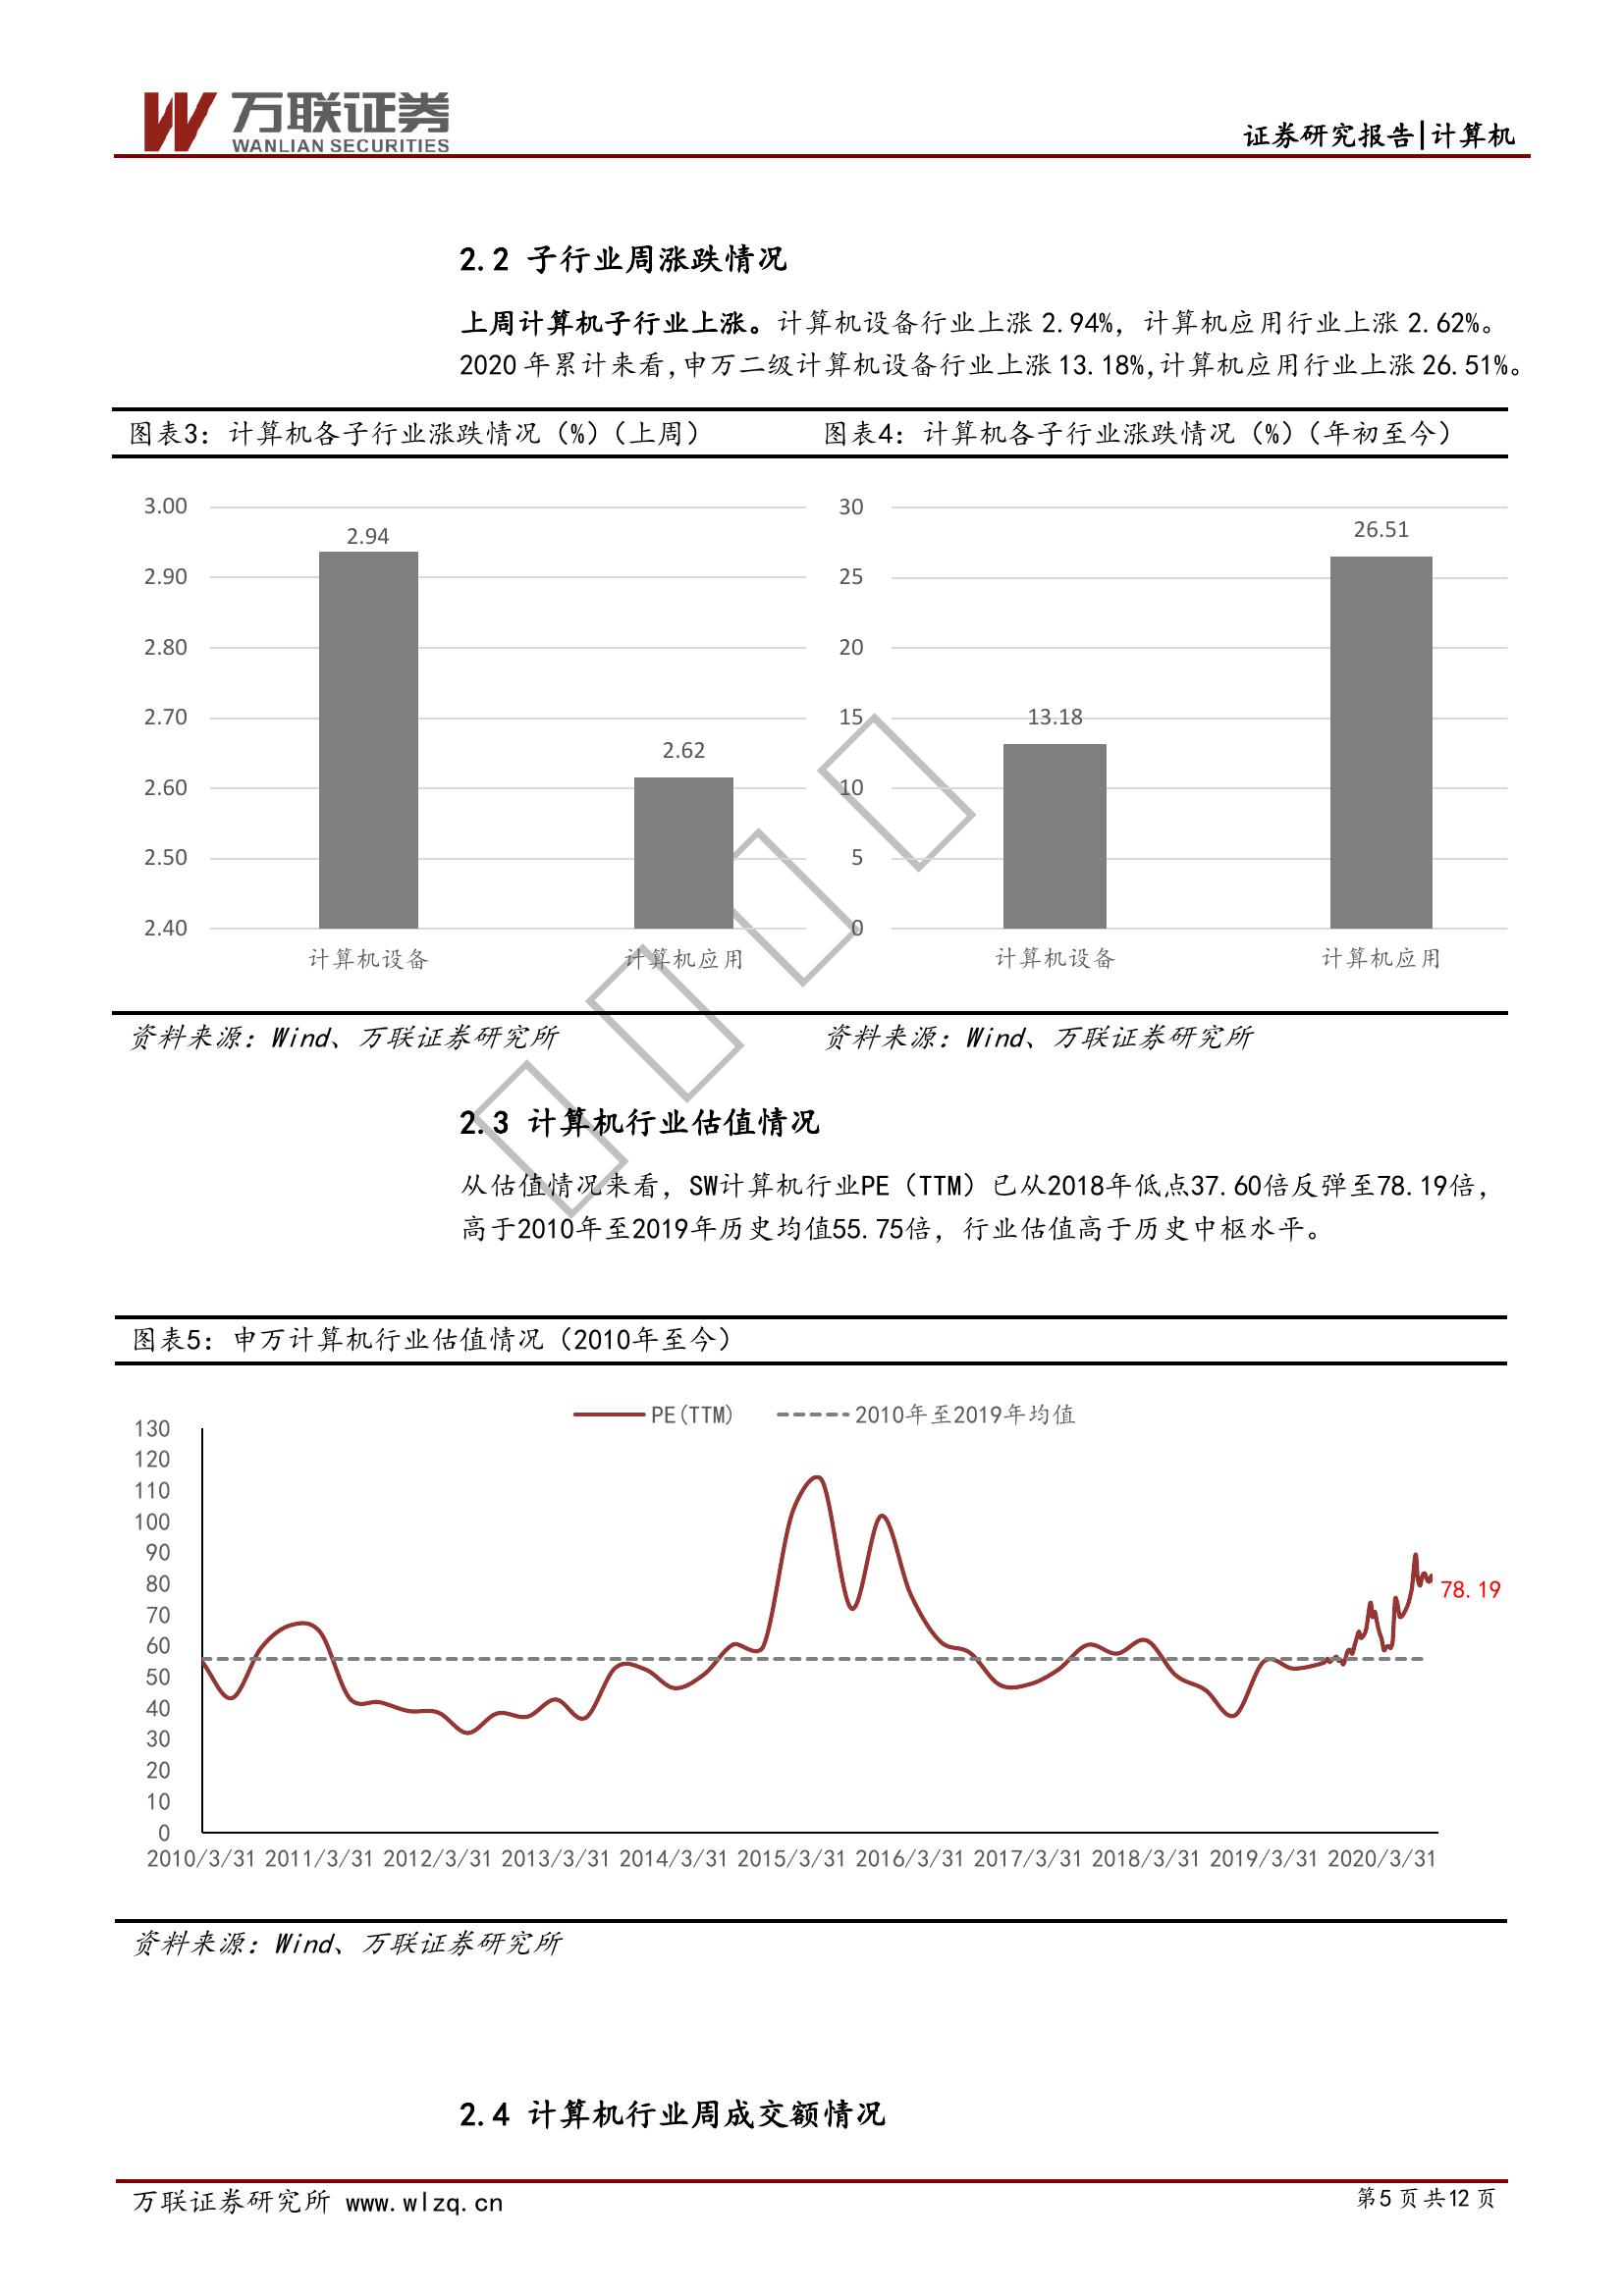 万联证券
WANLIAN SECURITIES
证券研究报告|计算机
2.2 子行业周涨跌情况
上周计算机子行业上涨。计算机设备行业上涨 2.94%，计算机应用行业上涨 2.62%。
2020 年累计来看,申万二级计算机设备行业上涨 13.18%,计算机应用行业上涨 26.51%。
图表3：计算机各子行业涨跌情况（%）（上周）
图表4：计算机各子行业涨跌情况（%）（年初至今）
3.00
2.90
2.80
2.70
2.60
2.50
2.40
2.94
2.62
计算机设备
计算机应用
30
25
20
15
10
5
0
13.18
26.51
计算机设备
计算机应用
资料来源：Wind、万联证券研究所
资料来源：Wind、万联证券研究所
2.3 计算机行业估值情况
从估值情况来看，SW计算机行业PE（TTM）已从2018年低点37.60倍反弹至78.19倍，
高于2010年至2019年历史均值55.75倍，行业估值高于历史中枢水平。
图表5：申万计算机行业估值情况（2010年至今）
PE(TTM)
2010年至2019年均值
130
120
110
100
90
80
70
60
50
40
30
20
10
0
78.19
2010/3/31 2011/3/31 2012/3/31 2013/3/31 2014/3/31 2015/3/31 2016/3/31 2017/3/31 2018/3/31 2019/3/31 2020/3/31
资料来源：Wind、万联证券研究所
2.4 计算机行业周成交额情况
万联证券研究所 www.wlzq.cn
第5 页 共12 页